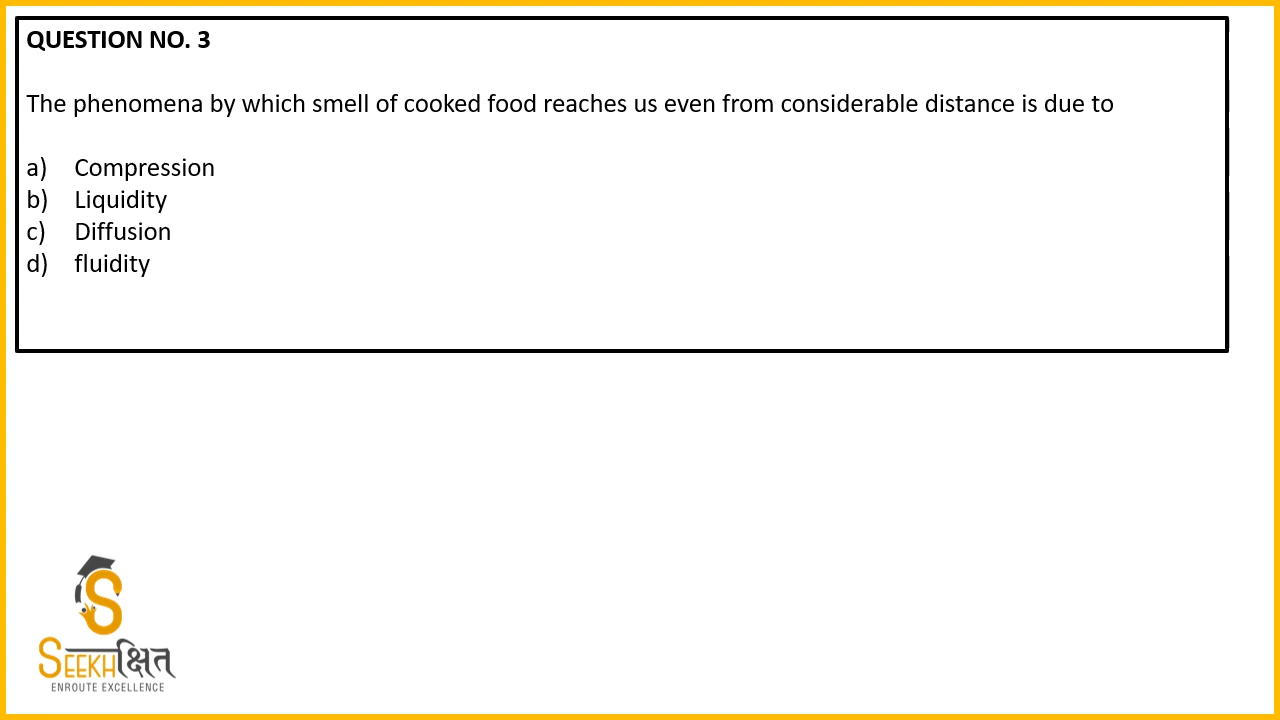 QUESTION NO. 3
The phenomena by which smell of cooked food reaches us even from considerable distance is due to
a) Compression
b) Liquidity
c) Diffusion
d) fluidity
SEEKHक्षित
ENROUTE EXCELLENCE